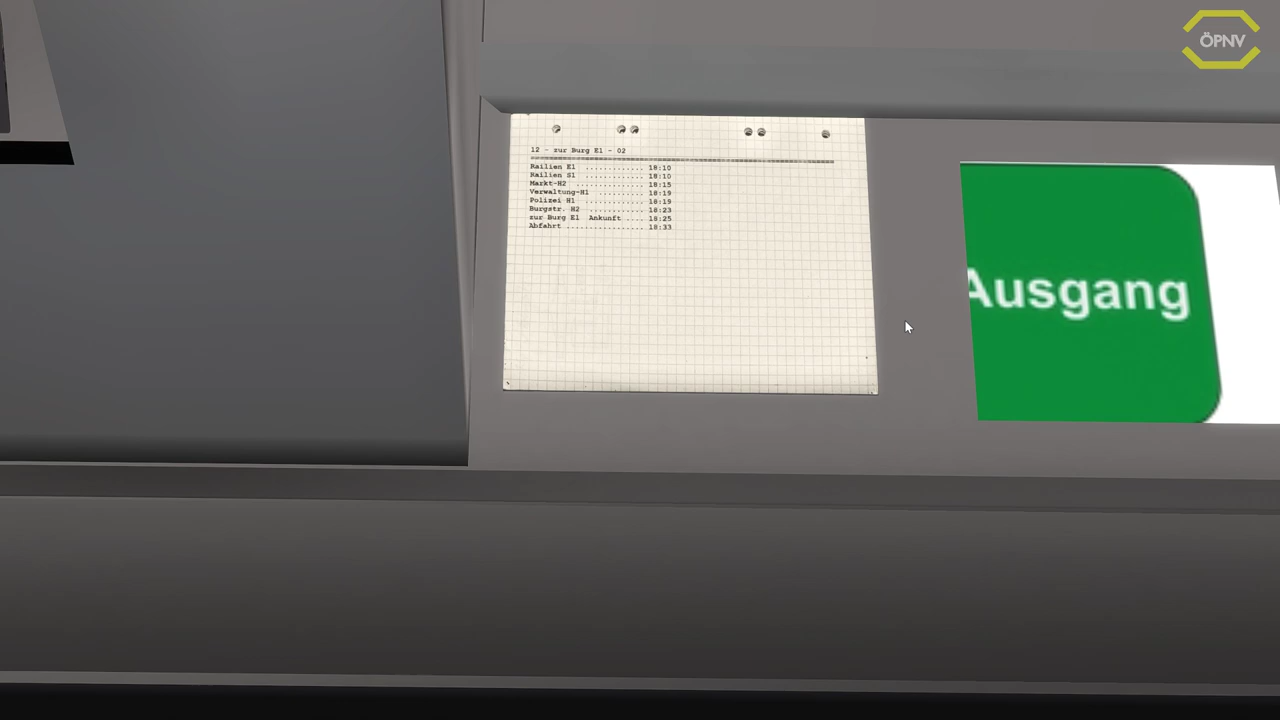 ÖPNV
12 - zur Burg E1 - 02
Railien E1 ............. 18:10
Railien S1 ............. 18:10
Markt-H2 ............... 18:15
Verwaltung-H1 .......... 18:19
Polizei H1 ............. 18:19
Burgstr. H2 ............ 18:23
zur Burg E1 Ankunft .... 18:25
Abfahrt ................ 18:33
Ausgang